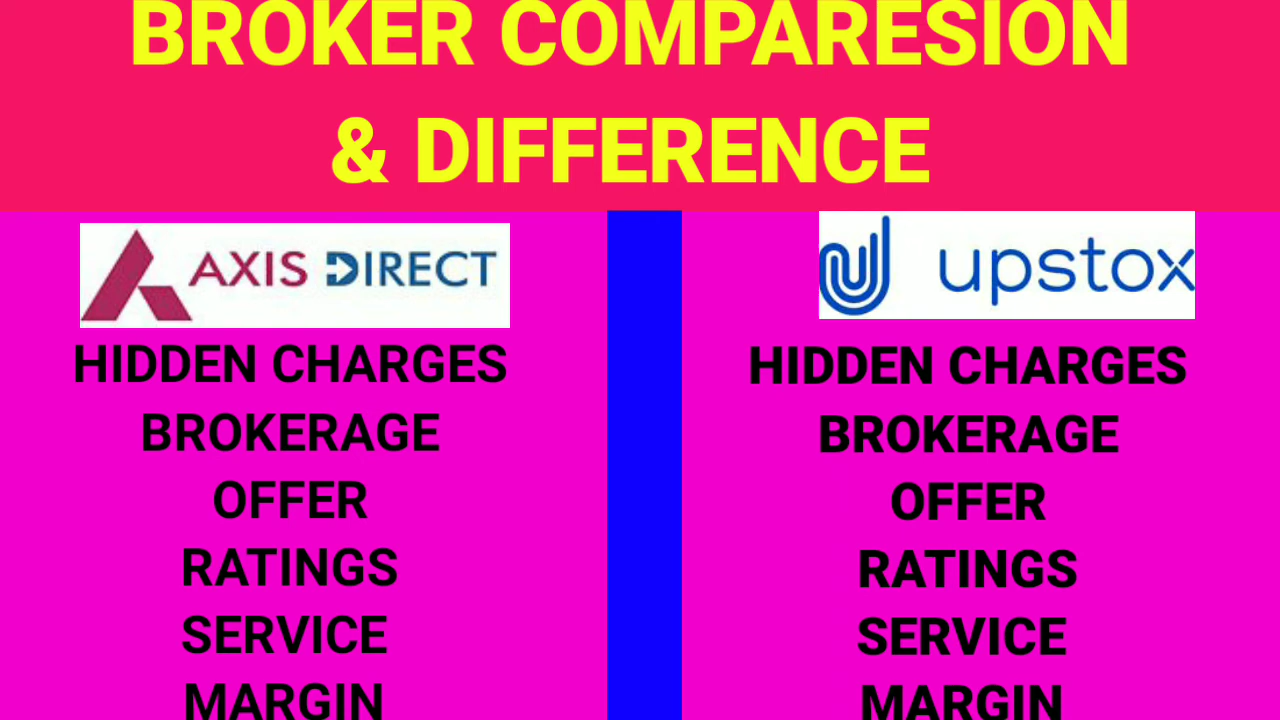 BROKER COMPARESION
& DIFFERENCE
AXIS DIRECT
HIDDEN CHARGES
BROKERAGE
OFFER
RATINGS
SERVICE
MARGIN
upstox
HIDDEN CHARGES
BROKERAGE
OFFER
RATINGS
SERVICE
MARGIN